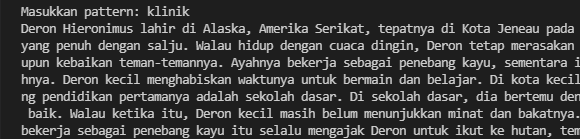 Masukkan pattern: klinik
Deron Hieronimus lahir di Alaska, Amerika Serikat, tepatnya di Kota Jeneau pada
yang penuh dengan salju. Walau hidup dengan cuaca dingin, Deron tetap merasakan
upun kebaikan teman-temannya. Ayahnya bekerja sebagai penebang kayu, sementara i
hnya. Deron kecil menghabiskan waktunya untuk bermain dan belajar. Di kota kecil
ng pendidikan pertamanya adalah sekolah dasar. Di sekolah dasar, dia bertemu den
baik. Walau ketika itu, Deron kecil masih belum menunjukkan minat dan bakatnya.
bekerja sebagai penebang kayu itu selalu mengajak Deron untuk ikut ke hutan, te